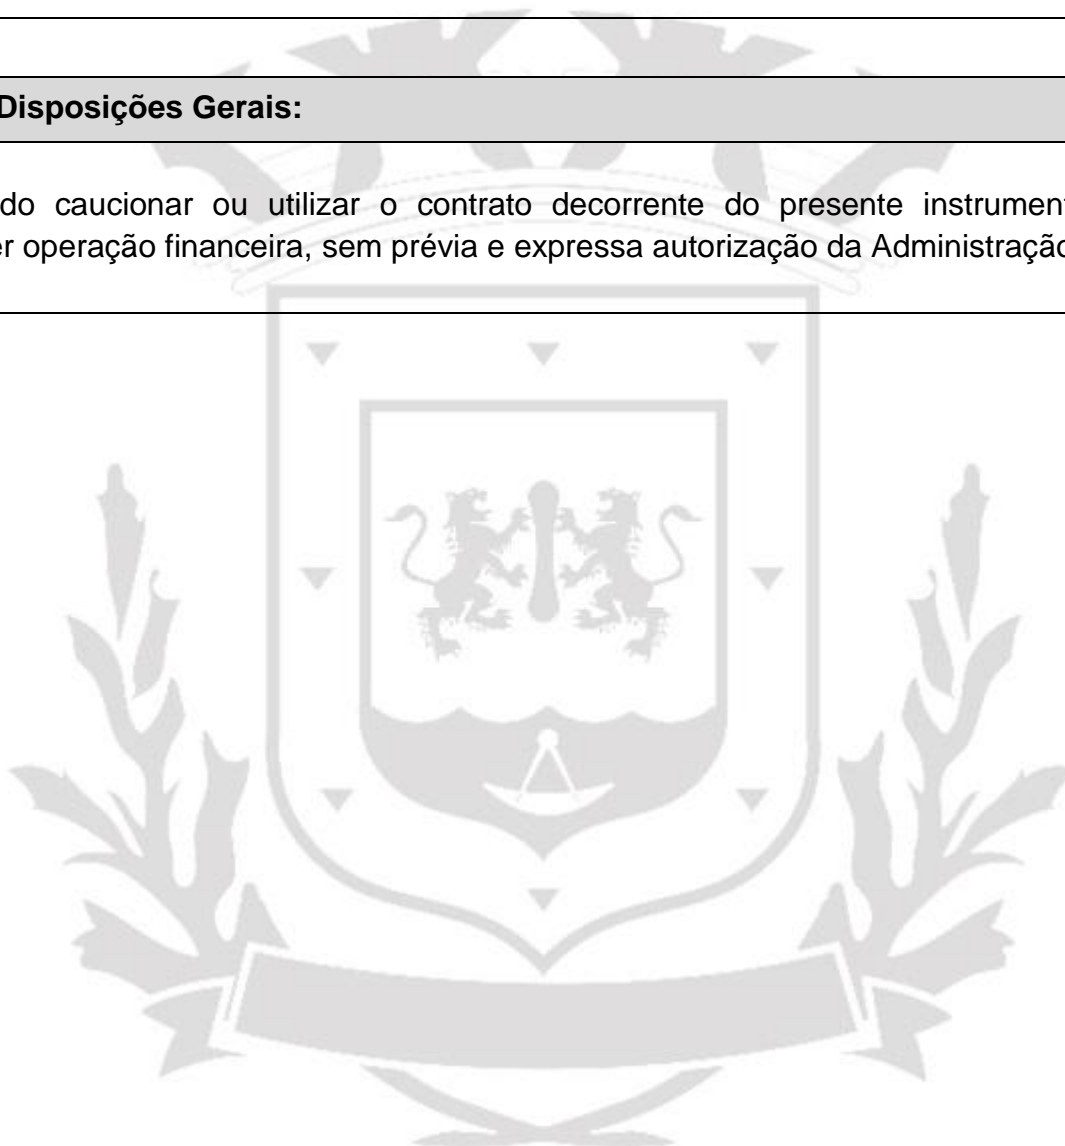 Disposições Gerais:
do caucionar ou utilizar o contrato decorrente do presente instrument
er operação financeira, sem prévia e expressa autorização da Administração